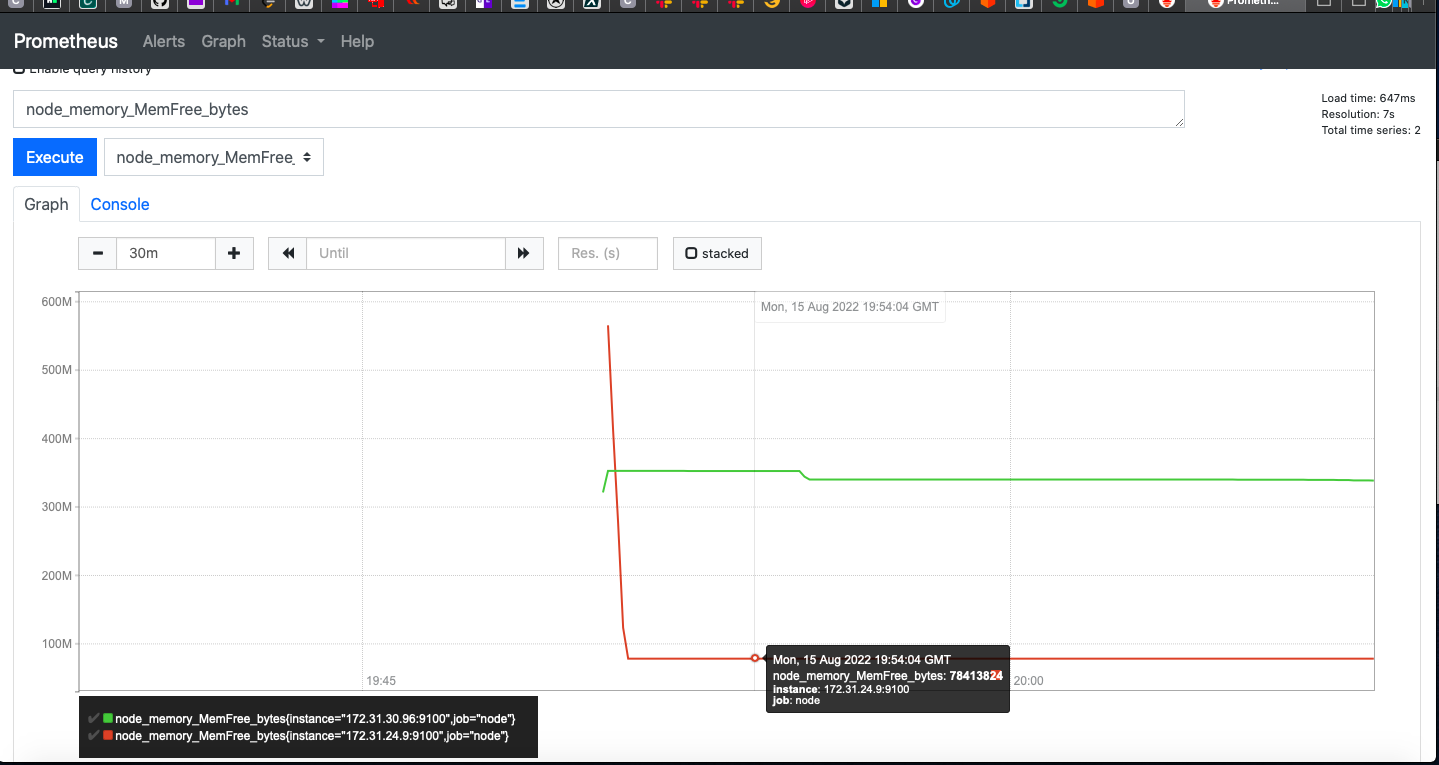 Prometh...
Prometheus Alerts Graph Status Help
Enable query history
node_memory_MemFree_bytes
Load time: 647ms
Resolution: 7s
Total time series: 2
Execute node_memory_MemFree_
Graph Console
30m Until Res. (s) stacked
600M
Mon, 15 Aug 2022 19:54:04 GMT
500M
400M
300M
200M
100M
Mon, 15 Aug 2022 19:54:04 GMT
node_memory_MemFree_bytes: 78413824
instance: 172.31.24.9:9100
job: node
19:45 20:00
node_memory_MemFree_bytes{instance="172.31.30.96:9100",job="node"}
node_memory_MemFree_bytes{instance="172.31.24.9:9100",job="node"}